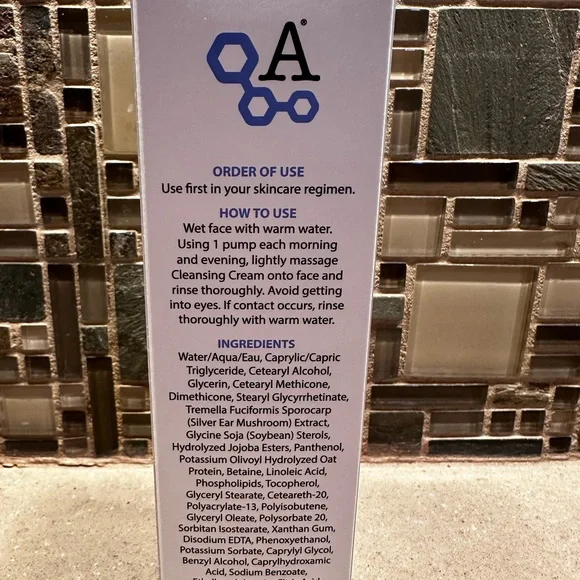 A®
ORDER OF USE
Use first in your skincare regimen.
HOW TO USE
Wet face with warm water.
Using 1 pump each morning
and evening, lightly massage
Cleansing Cream onto face and
rinse thoroughly. Avoid getting
into eyes. If contact occurs, rinse
thoroughly with warm water.
INGREDIENTS
Water/Aqua/Eau, Caprylic/Capric
Triglyceride, Cetearyl Alcohol,
Glycerin, Cetearyl Methicone,
Dimethicone, Stearyl Glycyrrhetinate,
Tremella Fuciformis Sporocarp
(Silver Ear Mushroom) Extract,
Glycine Soja (Soybean) Sterols,
Hydrolyzed Jojoba Esters, Panthenol,
Potassium Olivoyl Hydrolyzed Oat
Protein, Betaine, Linoleic Acid,
Phospholipids, Tocopherol,
Glyceryl Stearate, Ceteareth-20,
Polyacrylate-13, Polyisobutene,
Glyceryl Oleate, Polysorbate 20,
Sorbitan Isostearate, Xanthan Gum,
Disodium EDTA, Phenoxyethanol,
Potassium Sorbate, Caprylyl Glycol,
Benzyl Alcohol, Caprylhydroxamic
Acid, Sodium Benzoate,